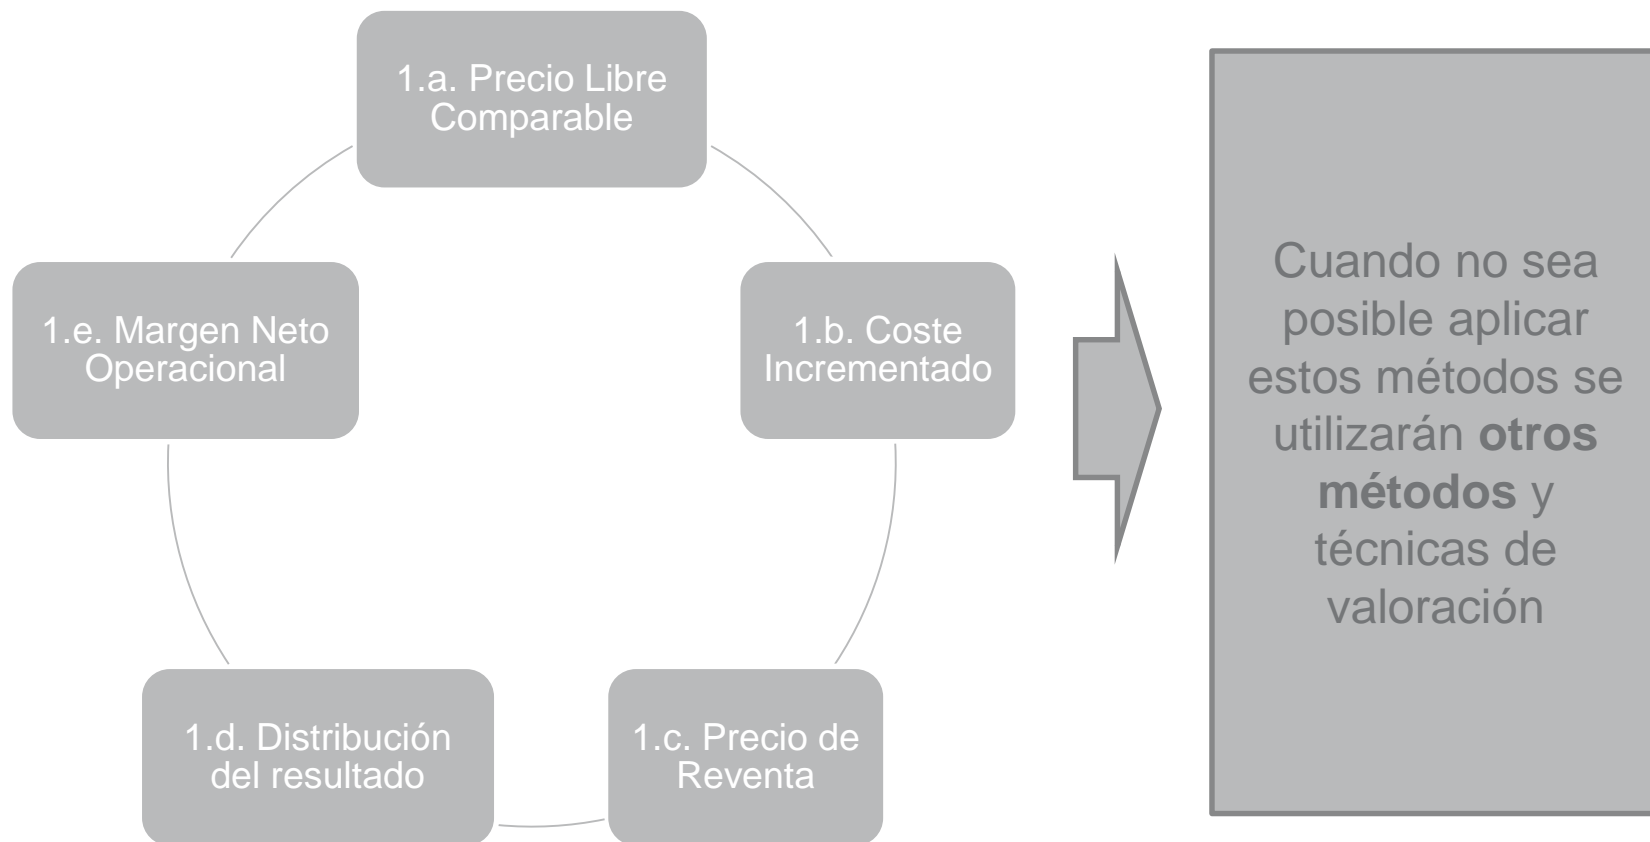 1.a. Precio Libre
Comparable
1.b. Coste
Incrementado
1.c. Precio de
Reventa
1.d. Distribución
del resultado
1.e. Margen Neto
Operacional
Cuando no sea
posible aplicar
estos métodos se
utilizarán otros
métodos y
técnicas de
valoración